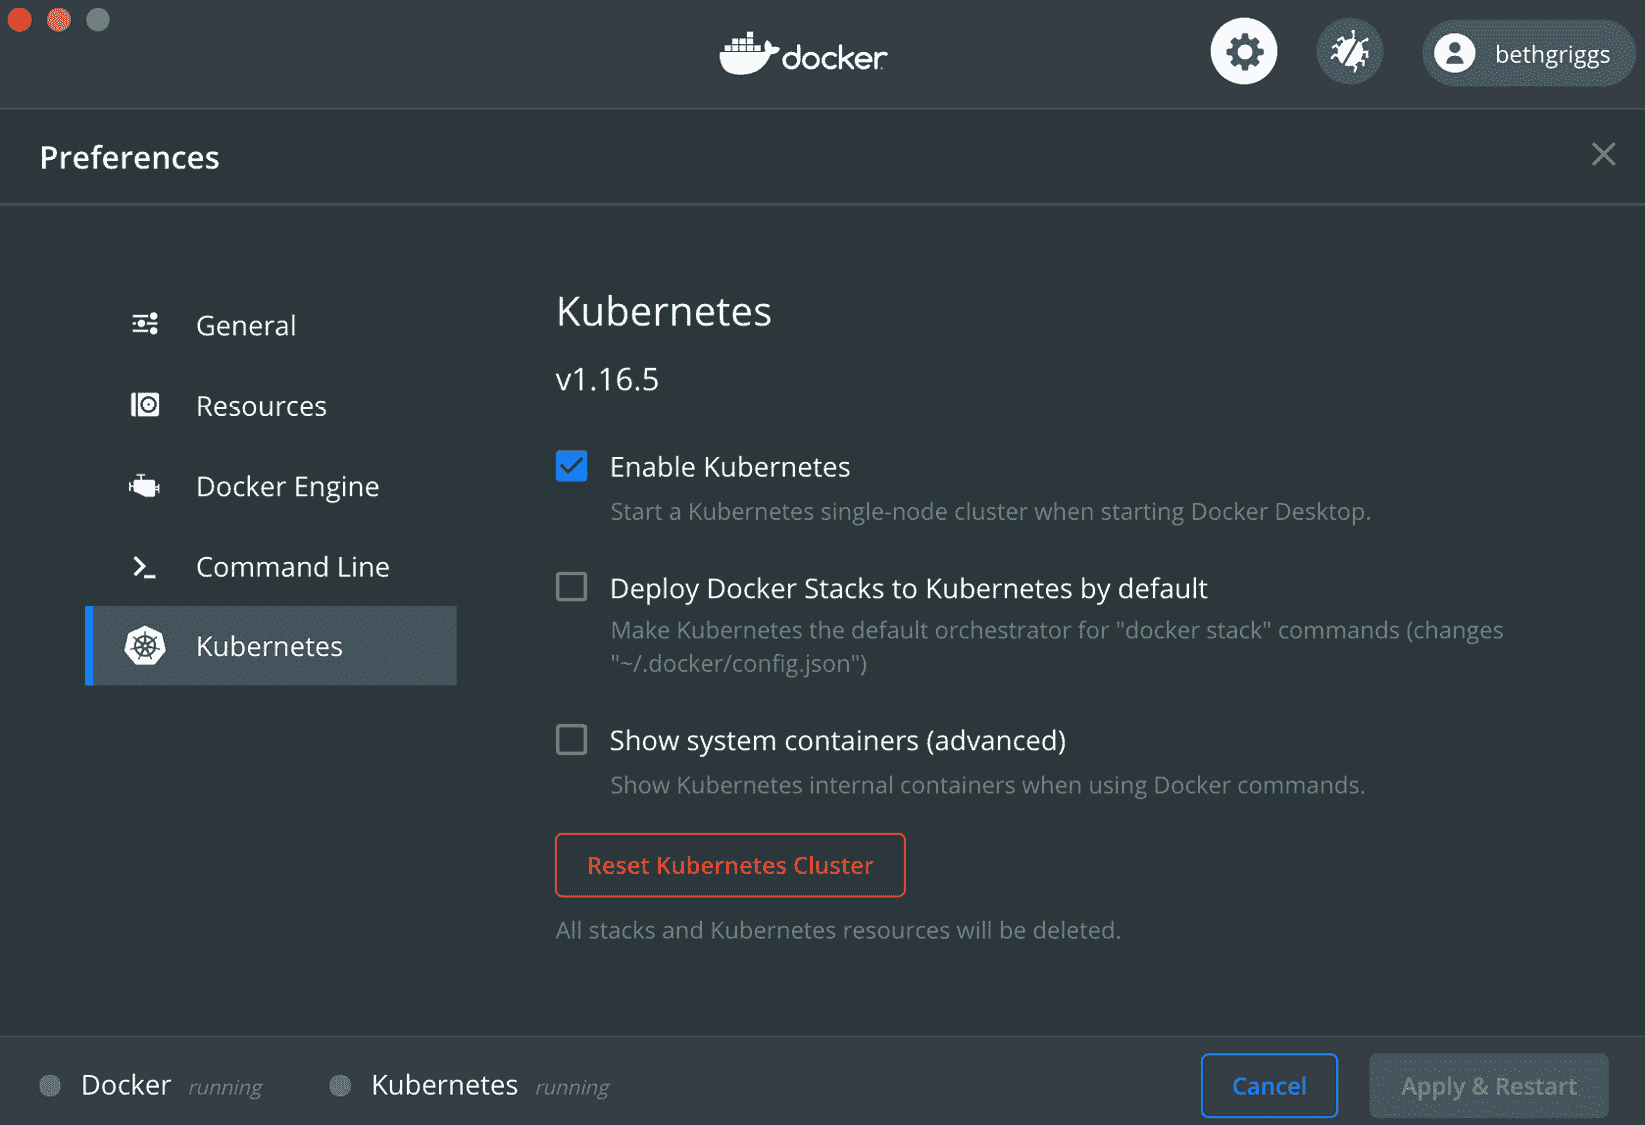 docker
bethgriggs
Preferences
General
Resources
Docker Engine
Command Line
Kubernetes
Kubernetes
v1.16.5
Enable Kubernetes
Start a Kubernetes single-node cluster when starting Docker Desktop.
Deploy Docker Stacks to Kubernetes by default
Make Kubernetes the default orchestrator for "docker stack" commands (changes
"~/.docker/config.json")
Show system containers (advanced)
Show Kubernetes internal containers when using Docker commands.
Reset Kubernetes Cluster
All stacks and Kubernetes resources will be deleted.
Docker running
Kubernetes running
Cancel
Apply & Restart